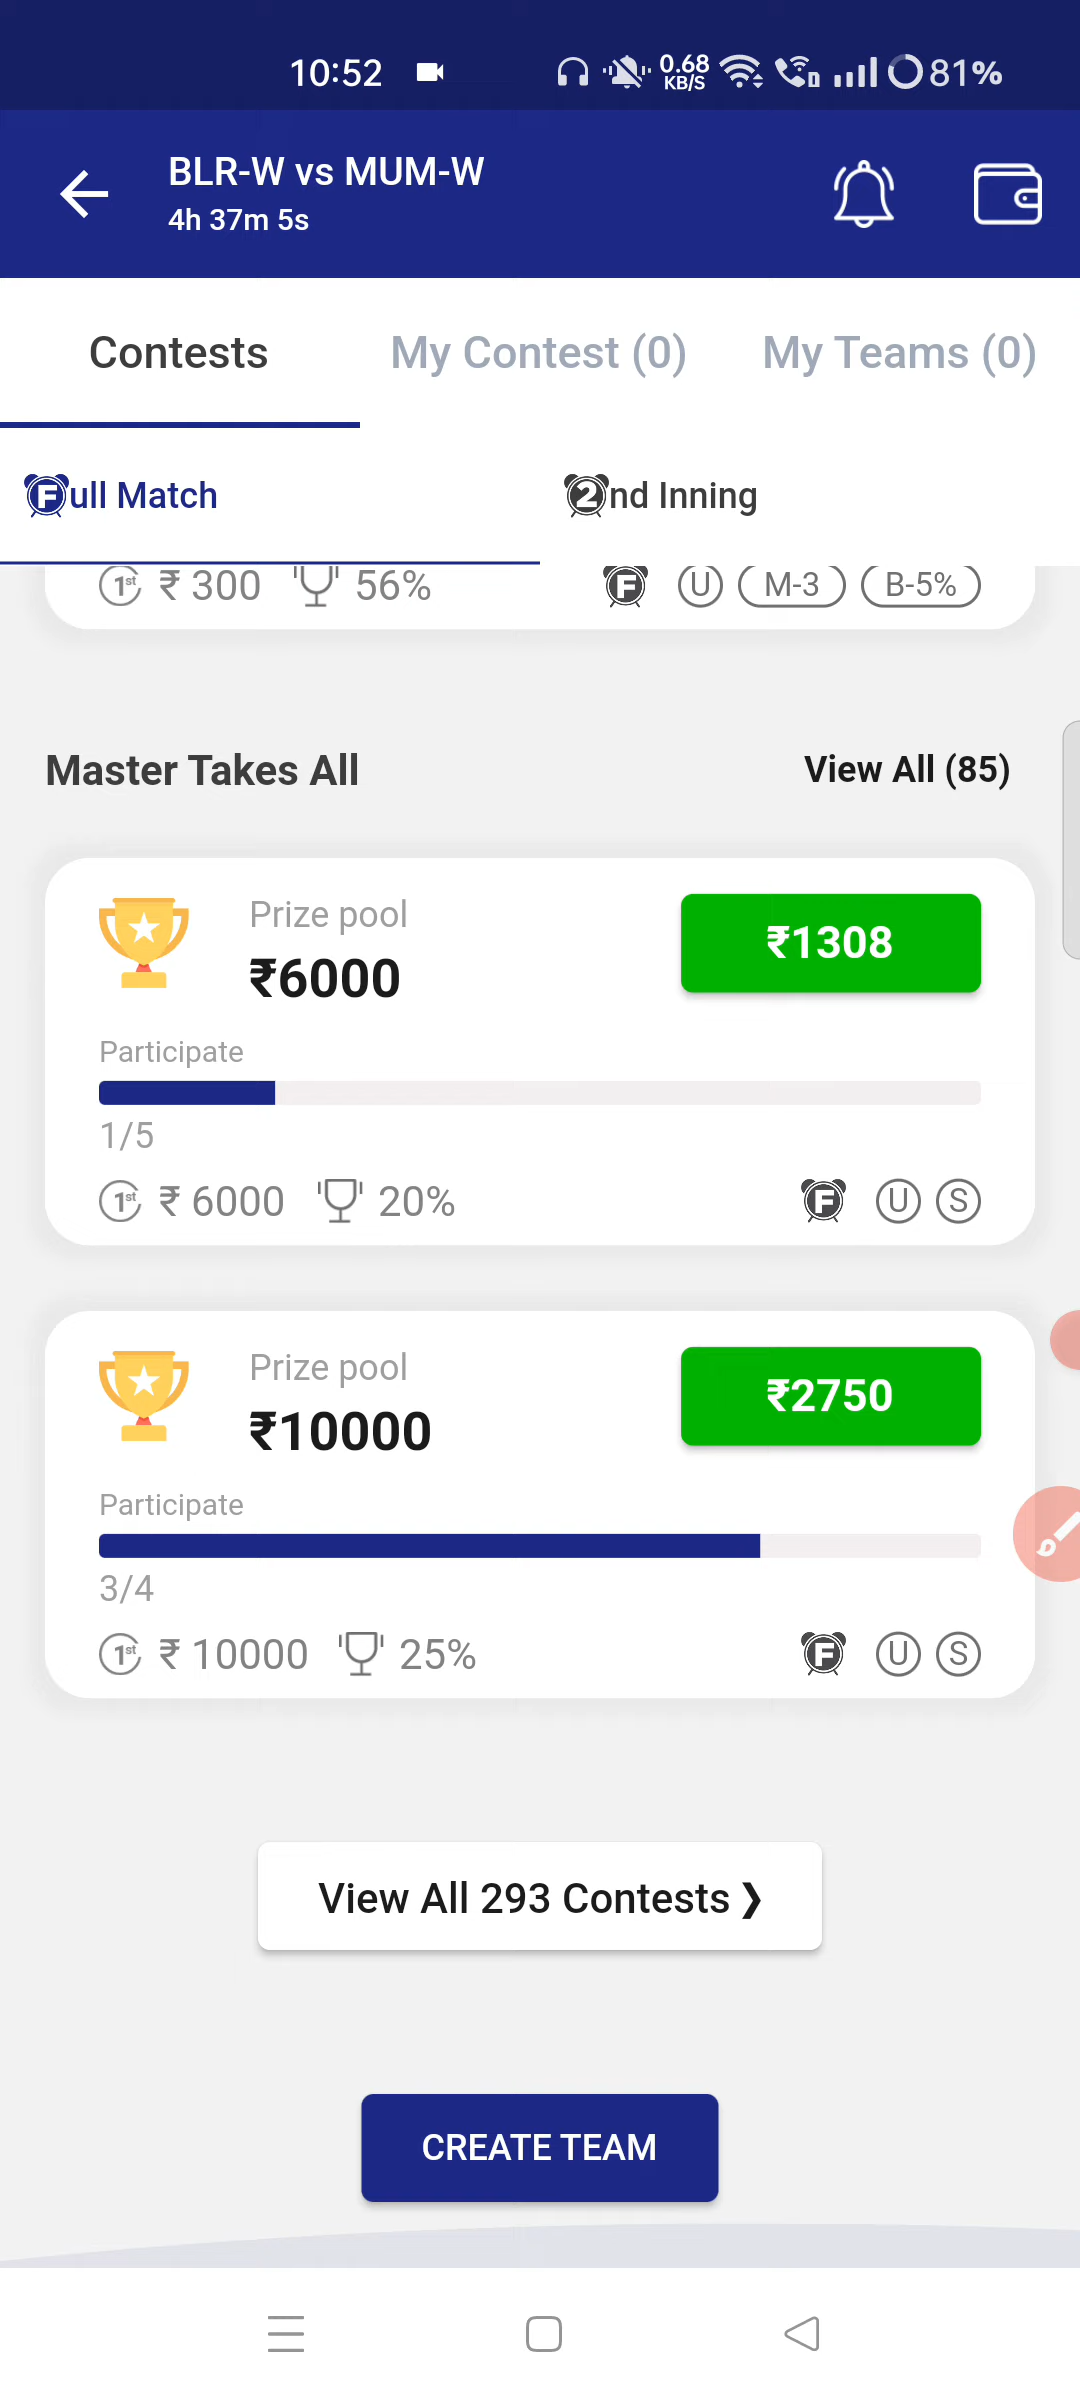 10:52 0.68 KB/S 81%
BLR-W vs MUM-W
4h 37m 5s
Contests My Contest (0) My Teams (0)
Full Match 2nd Inning
1st ₹ 300 56% F U M-3 B-5%
Master Takes All View All (85)
Prize pool
₹6000 ₹1308
Participate
1/5
1st ₹ 6000 20% F U S
Prize pool
₹10000 ₹2750
Participate
3/4
1st ₹ 10000 25% F U S
View All 293 Contests ❯
CREATE TEAM